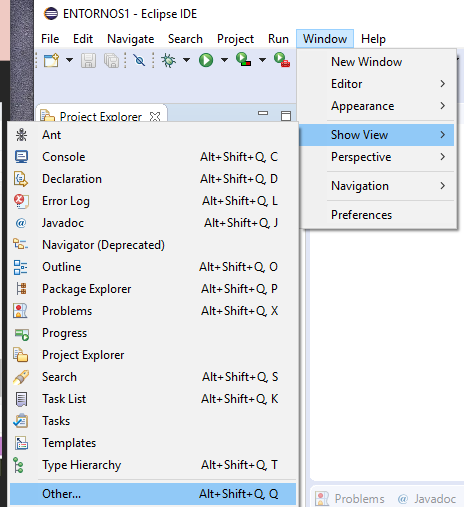 ENTORNOS1 - Eclipse IDE
File Edit Navigate Search Project Run Window Help
New Window
Editor
Appearance
Show View
Perspective
Navigation
Preferences
Project Explorer
Ant
Console Alt+Shift+Q, C
Declaration Alt+Shift+Q, D
Error Log Alt+Shift+Q, L
Javadoc Alt+Shift+Q, J
Navigator (Deprecated)
Outline Alt+Shift+Q, O
Package Explorer Alt+Shift+Q, P
Problems Alt+Shift+Q, X
Progress
Project Explorer
Search Alt+Shift+Q, S
Task List Alt+Shift+Q, K
Tasks
Templates
Type Hierarchy Alt+Shift+Q, T
Other... Alt+Shift+Q, Q
Problems @ Javadoc